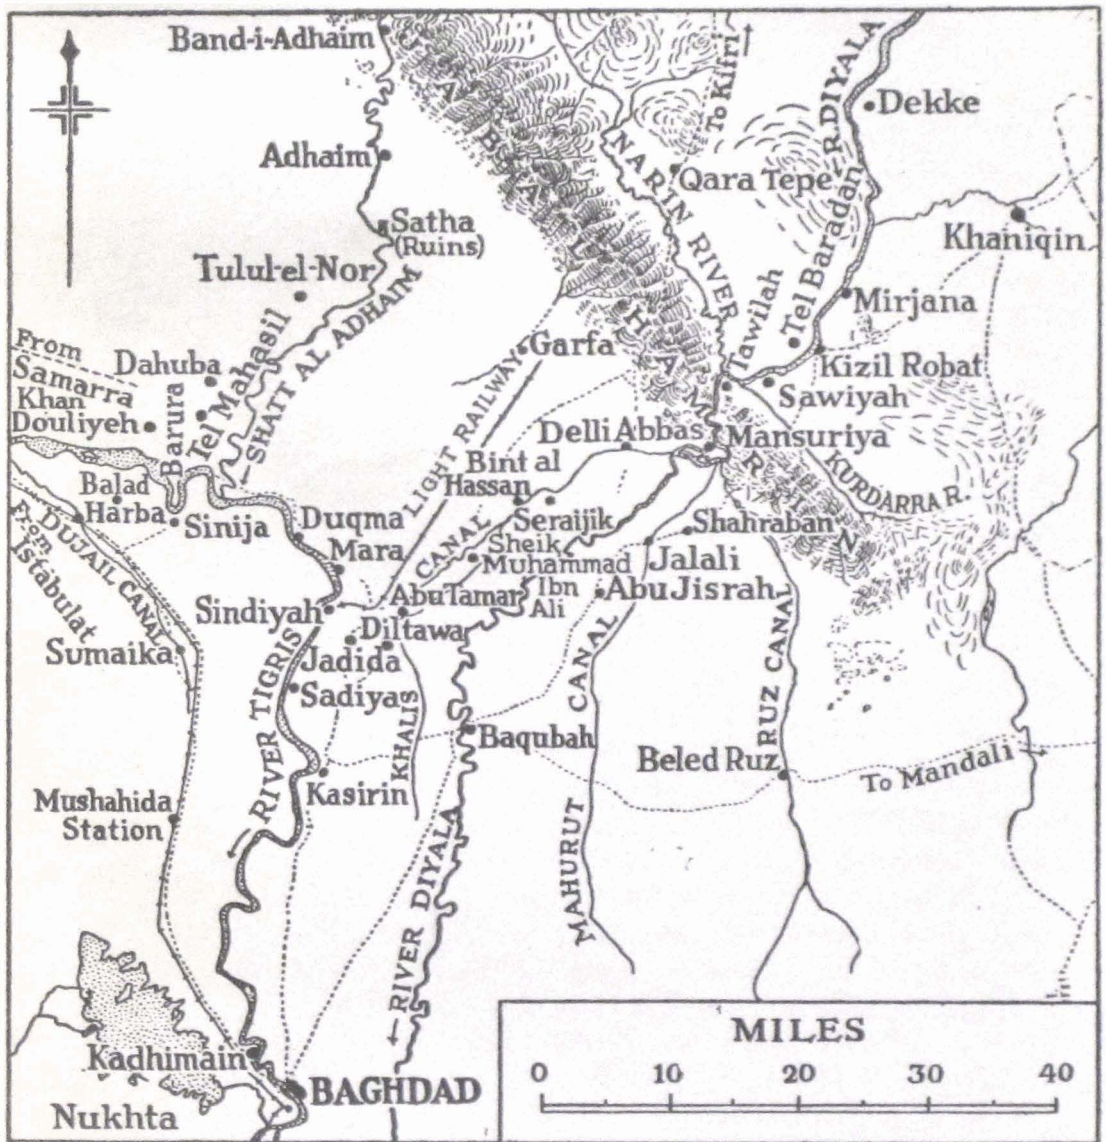 Band-i-Adhaim
Adhaim
Satha
(Ruins)
Tulul-el-Nor
SHATT AL ADHAIM
JABAL HAMRIN
NARIN RIVER
To Kifri
Qara Tepe
R. DIYALA
Dekke
Khaniqin
Tel Baradan
Tawilah
Mirjana
Kizil Robat
Sawiyah
Garfa
From
Samarra
Dahuba
Khan
Douliyeh
Barura
Tel Mahasil
LIGHT RAILWAY
Delli Abbas
Mansuriya
KURDARRA R.
Bint al
Hassan
Seraijik
CANAL
Sheik
Muhammad
Ibn
Ali
Shahraban
Jalali
Abu Jisrah
Balad
Harba
Sinija
Duqma
Mara
From
Istabulat
DUJAIL CANAL
Sumaika
Sindiyah
Abu Tamar
Diltawa
Jadida
Sadiya
KHALIS
RIVER TIGRIS
Kasirin
Baqubah
MAHURUT CANAL
RUZ CANAL
Beled Ruz
To Mandali
Mushahida
Station
RIVER DIYALA
Kadhimain
BAGHDAD
Nukhta
MILES
0 10 20 30 40